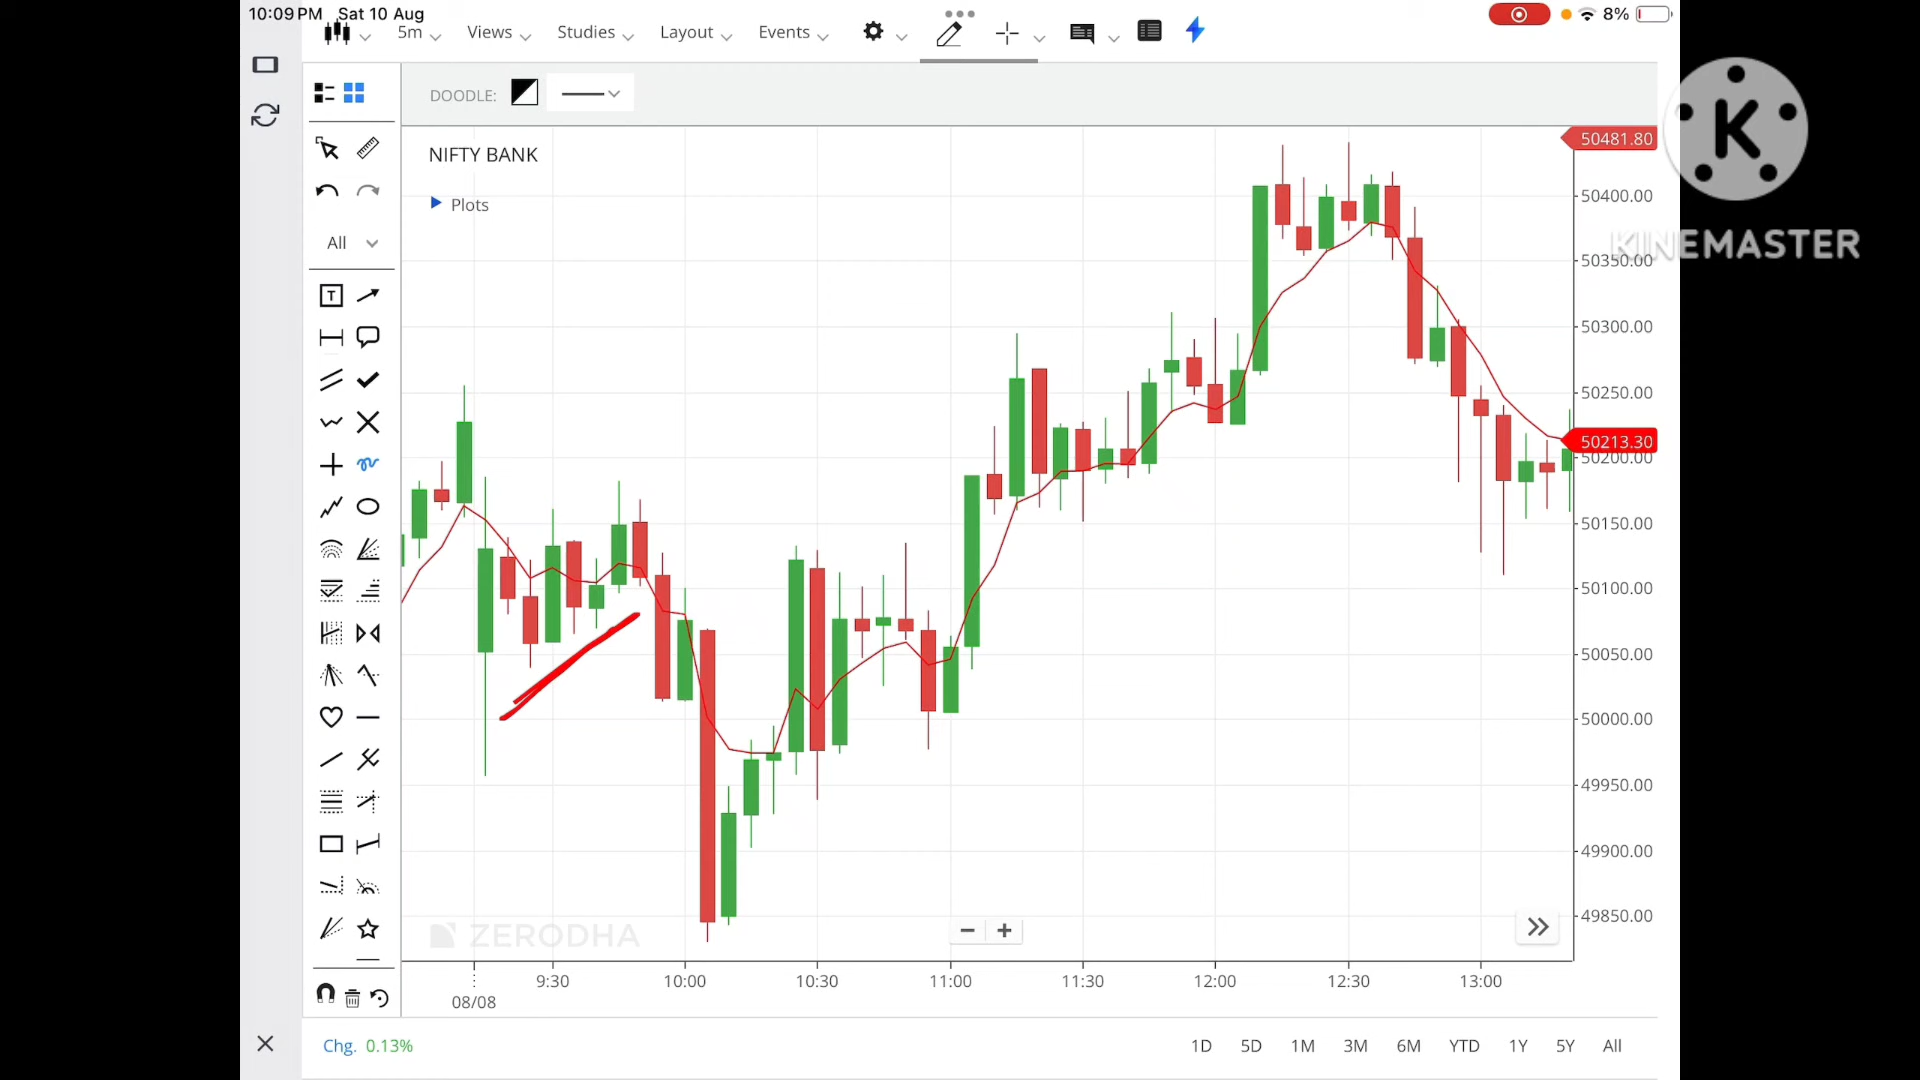 10:09 PM Sat 10 Aug
8%
5m Views Studies Layout Events
DOODLE:
NIFTY BANK
Plots
All
T
K
KINEMASTER
50481.80
50400.00
50350.00
50300.00
50250.00
50213.30
50200.00
50150.00
50100.00
50050.00
50000.00
49950.00
49900.00
49850.00
ZERODHA
9:30 10:00 10:30 11:00 11:30 12:00 12:30 13:00
08/08
Chg. 0.13%
1D 5D 1M 3M 6M YTD 1Y 5Y All